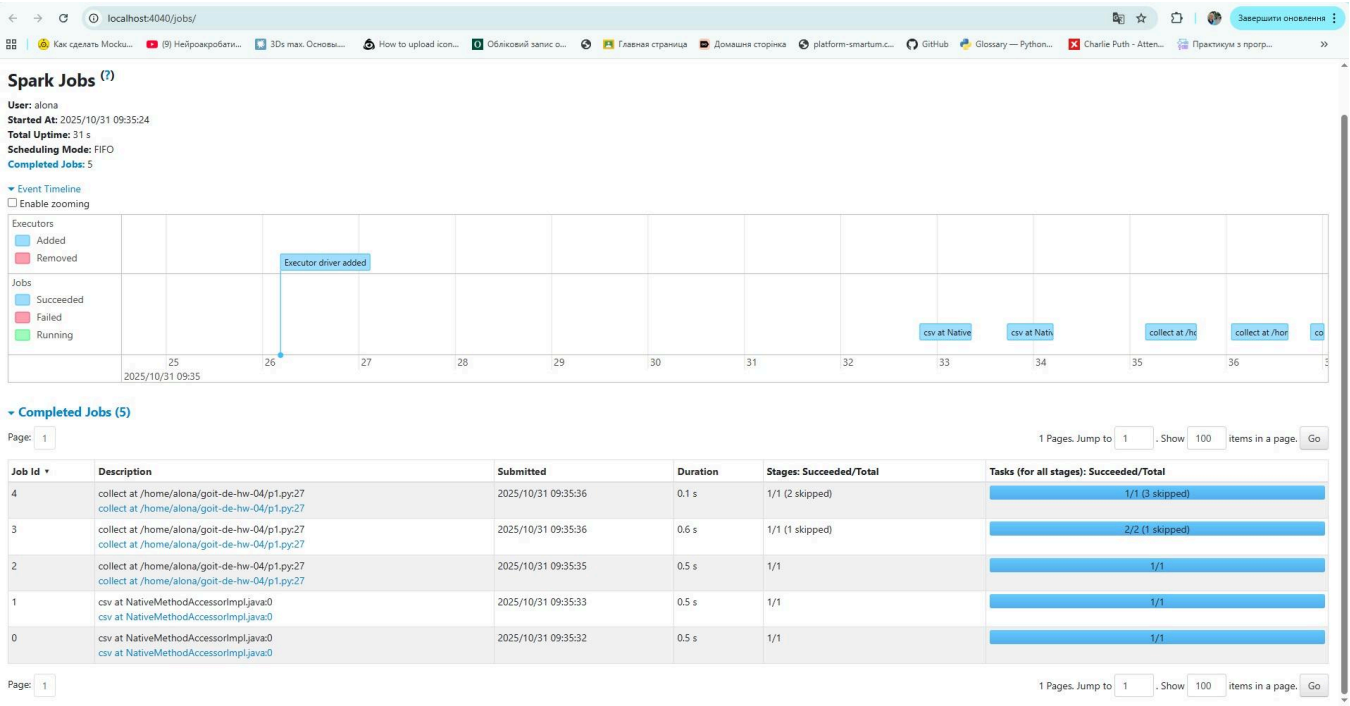 localhost:4040/jobs/
Завершити оновлення
Как сделать Mocku...
(9) Нейроакробати...
3Ds max. Основы....
How to upload icon...
Обліковий запис о...
Главная страница
Домашня сторінка
platform-smartum.c...
GitHub
Glossary — Python...
Charlie Puth - Atten...
Практикум з прогр...
Spark Jobs (?)
User: alona
Started At: 2025/10/31 09:35:24
Total Uptime: 31 s
Scheduling Mode: FIFO
Completed Jobs: 5
Event Timeline
Enable zooming
Executors
Added
Removed
Executor driver added
Jobs
Succeeded
Failed
Running
csv at Native
csv at Nativ
collect at /ho
collect at /hor
co
25 26 27 28 29 30 31 32 33 34 35 36
2025/10/31 09:35
Completed Jobs (5)
Page: 1
1 Pages. Jump to 1 . Show 100 items in a page. Go
Job Id ▾ Description Submitted Duration Stages: Succeeded/Total Tasks (for all stages): Succeeded/Total
4 collect at /home/alona/goit-de-hw-04/p1.py:27 2025/10/31 09:35:36 0.1 s 1/1 (2 skipped) 1/1 (3 skipped)
collect at /home/alona/goit-de-hw-04/p1.py:27
3 collect at /home/alona/goit-de-hw-04/p1.py:27 2025/10/31 09:35:36 0.6 s 1/1 (1 skipped) 2/2 (1 skipped)
collect at /home/alona/goit-de-hw-04/p1.py:27
2 collect at /home/alona/goit-de-hw-04/p1.py:27 2025/10/31 09:35:35 0.5 s 1/1 1/1
collect at /home/alona/goit-de-hw-04/p1.py:27
1 csv at NativeMethodAccessorImpl.java:0 2025/10/31 09:35:33 0.5 s 1/1 1/1
csv at NativeMethodAccessorImpl.java:0
0 csv at NativeMethodAccessorImpl.java:0 2025/10/31 09:35:32 0.5 s 1/1 1/1
csv at NativeMethodAccessorImpl.java:0
Page: 1
1 Pages. Jump to 1 . Show 100 items in a page. Go